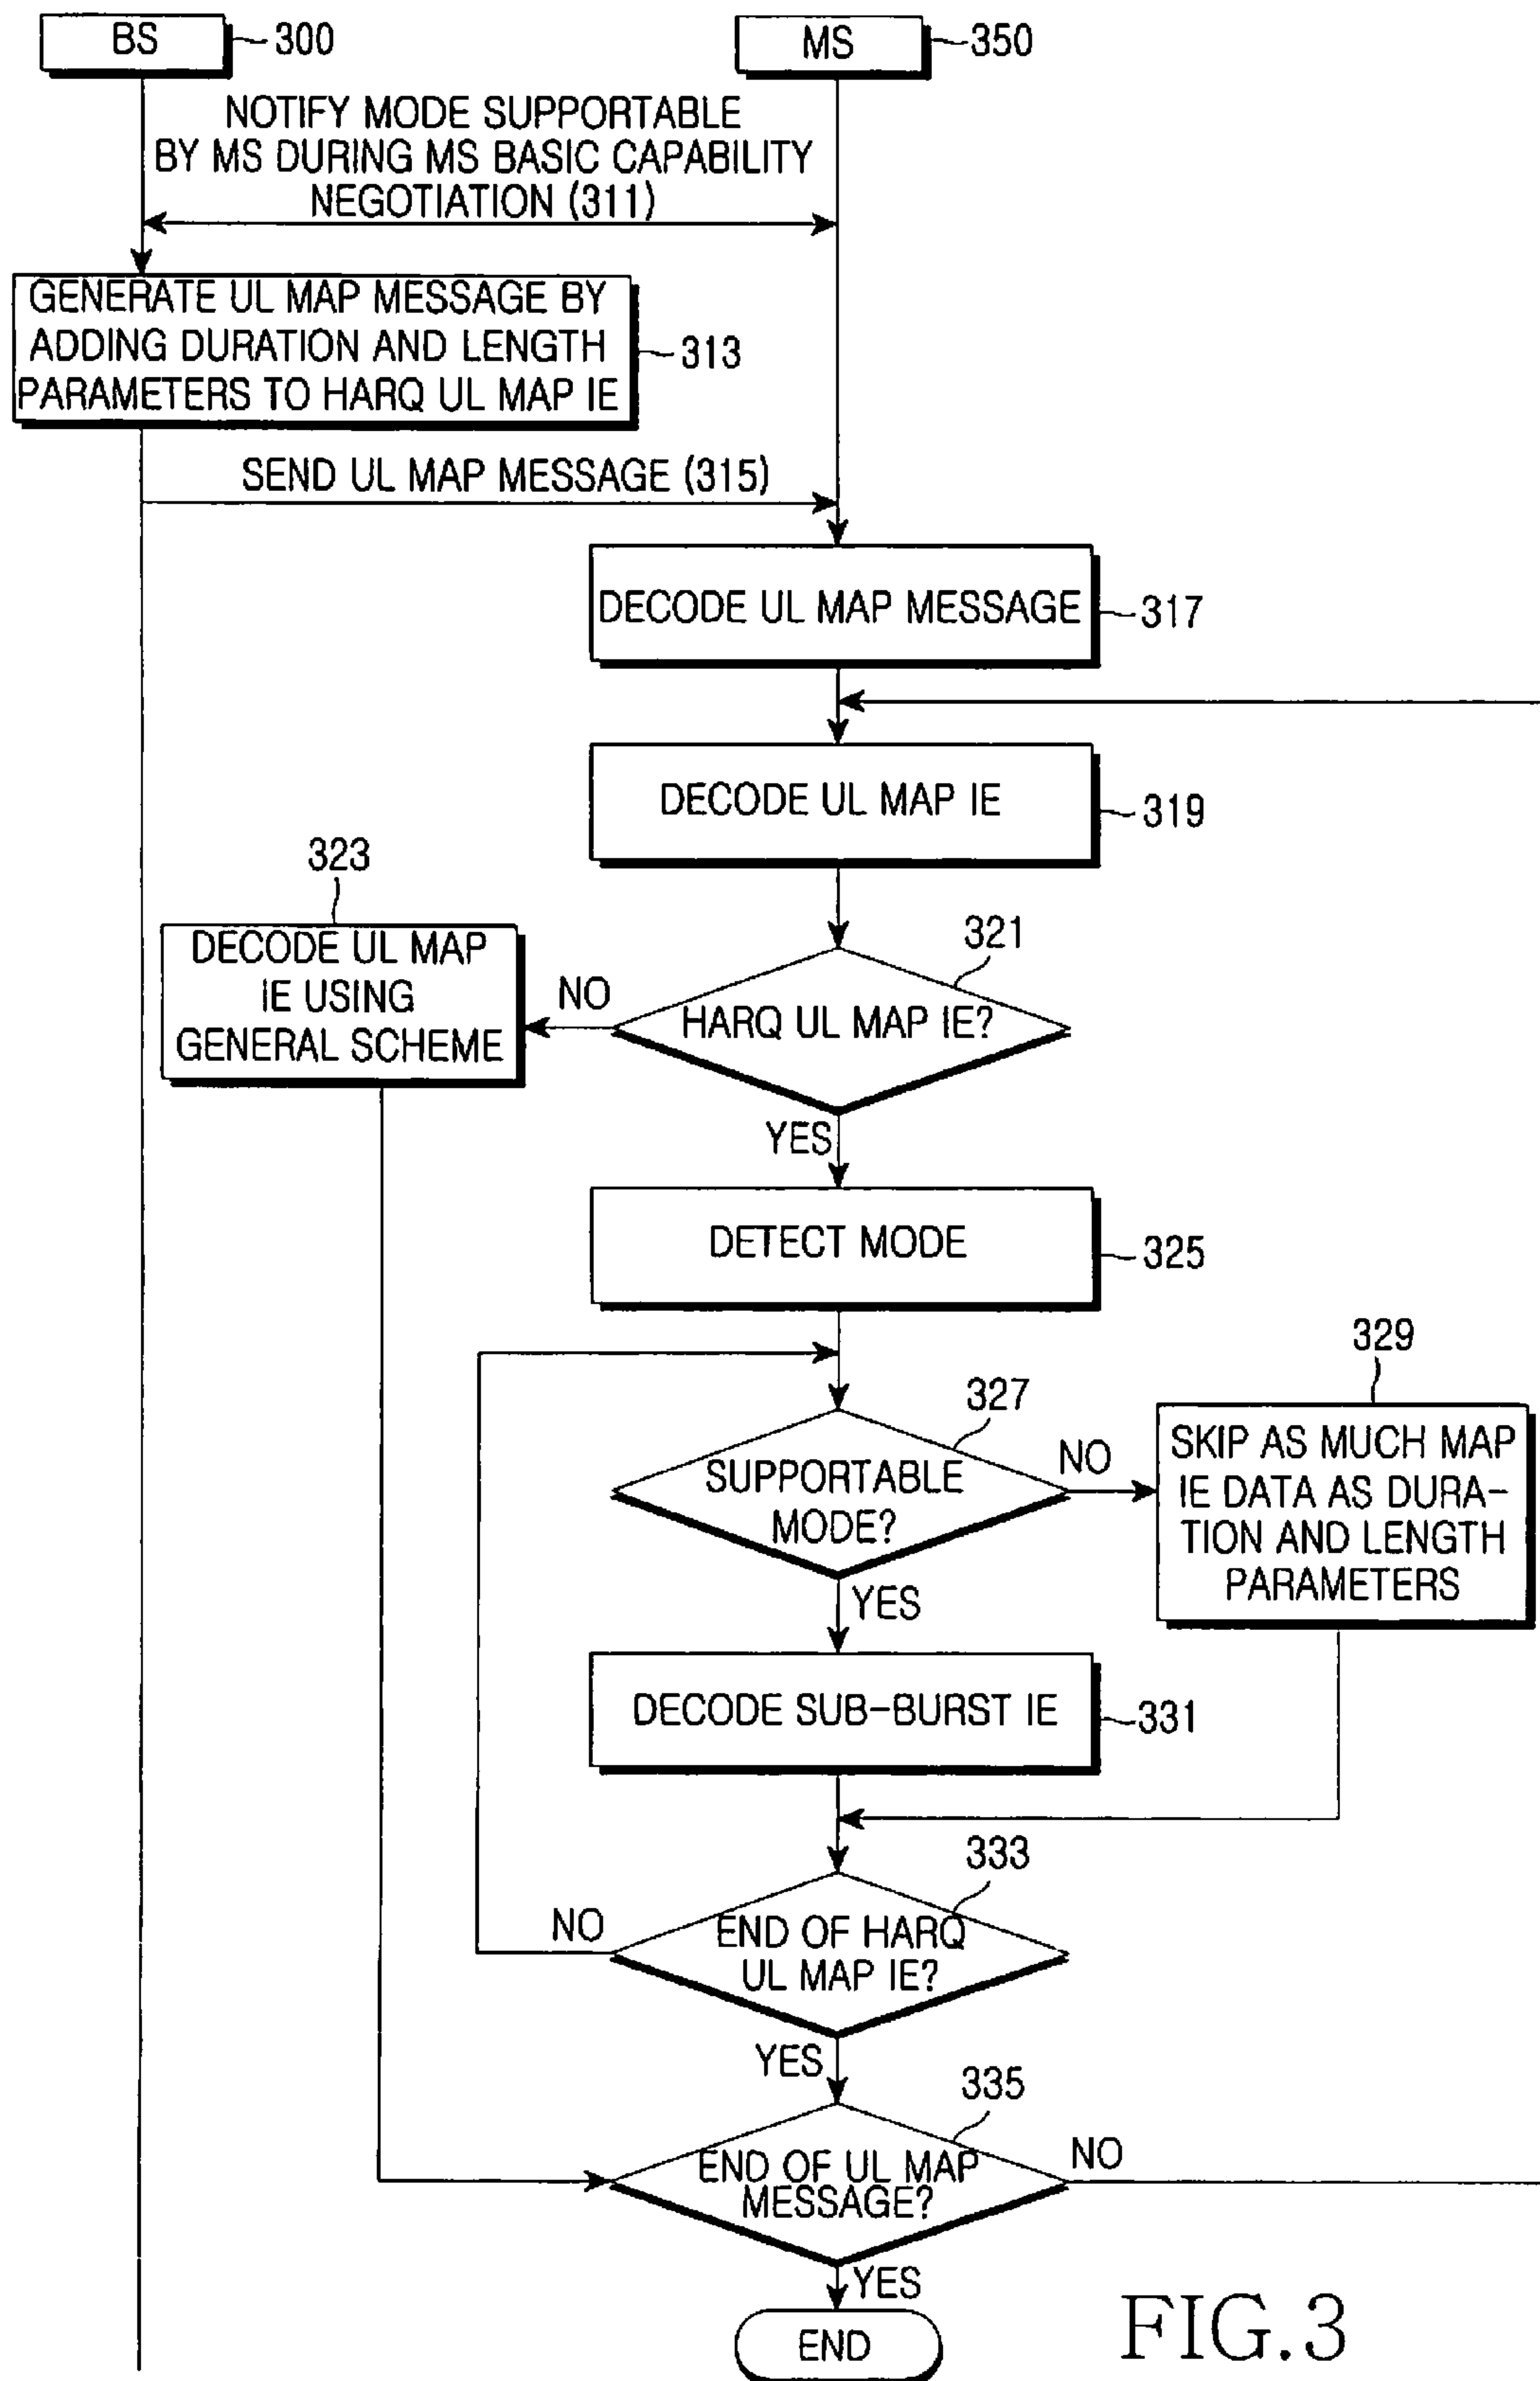 BS
300
MS
350
NOTIFY MODE SUPPORTABLE
BY MS DURING MS BASIC CAPABILITY
NEGOTIATION (311)
GENERATE UL MAP MESSAGE BY
ADDING DURATION AND LENGTH
PARAMETERS TO HARQ UL MAP IE
313
SEND UL MAP MESSAGE (315)
DECODE UL MAP MESSAGE
317
DECODE UL MAP IE
319
323
DECODE UL MAP
IE USING
GENERAL SCHEME
NO
321
HARQ UL MAP IE?
YES
DETECT MODE
325
327
SUPPORTABLE
MODE?
NO
329
SKIP AS MUCH MAP
IE DATA AS DURA-
TION AND LENGTH
PARAMETERS
YES
DECODE SUB-BURST IE
331
333
NO
END OF HARQ
UL MAP IE?
YES
335
END OF UL MAP
MESSAGE?
NO
YES
END
FIG.3